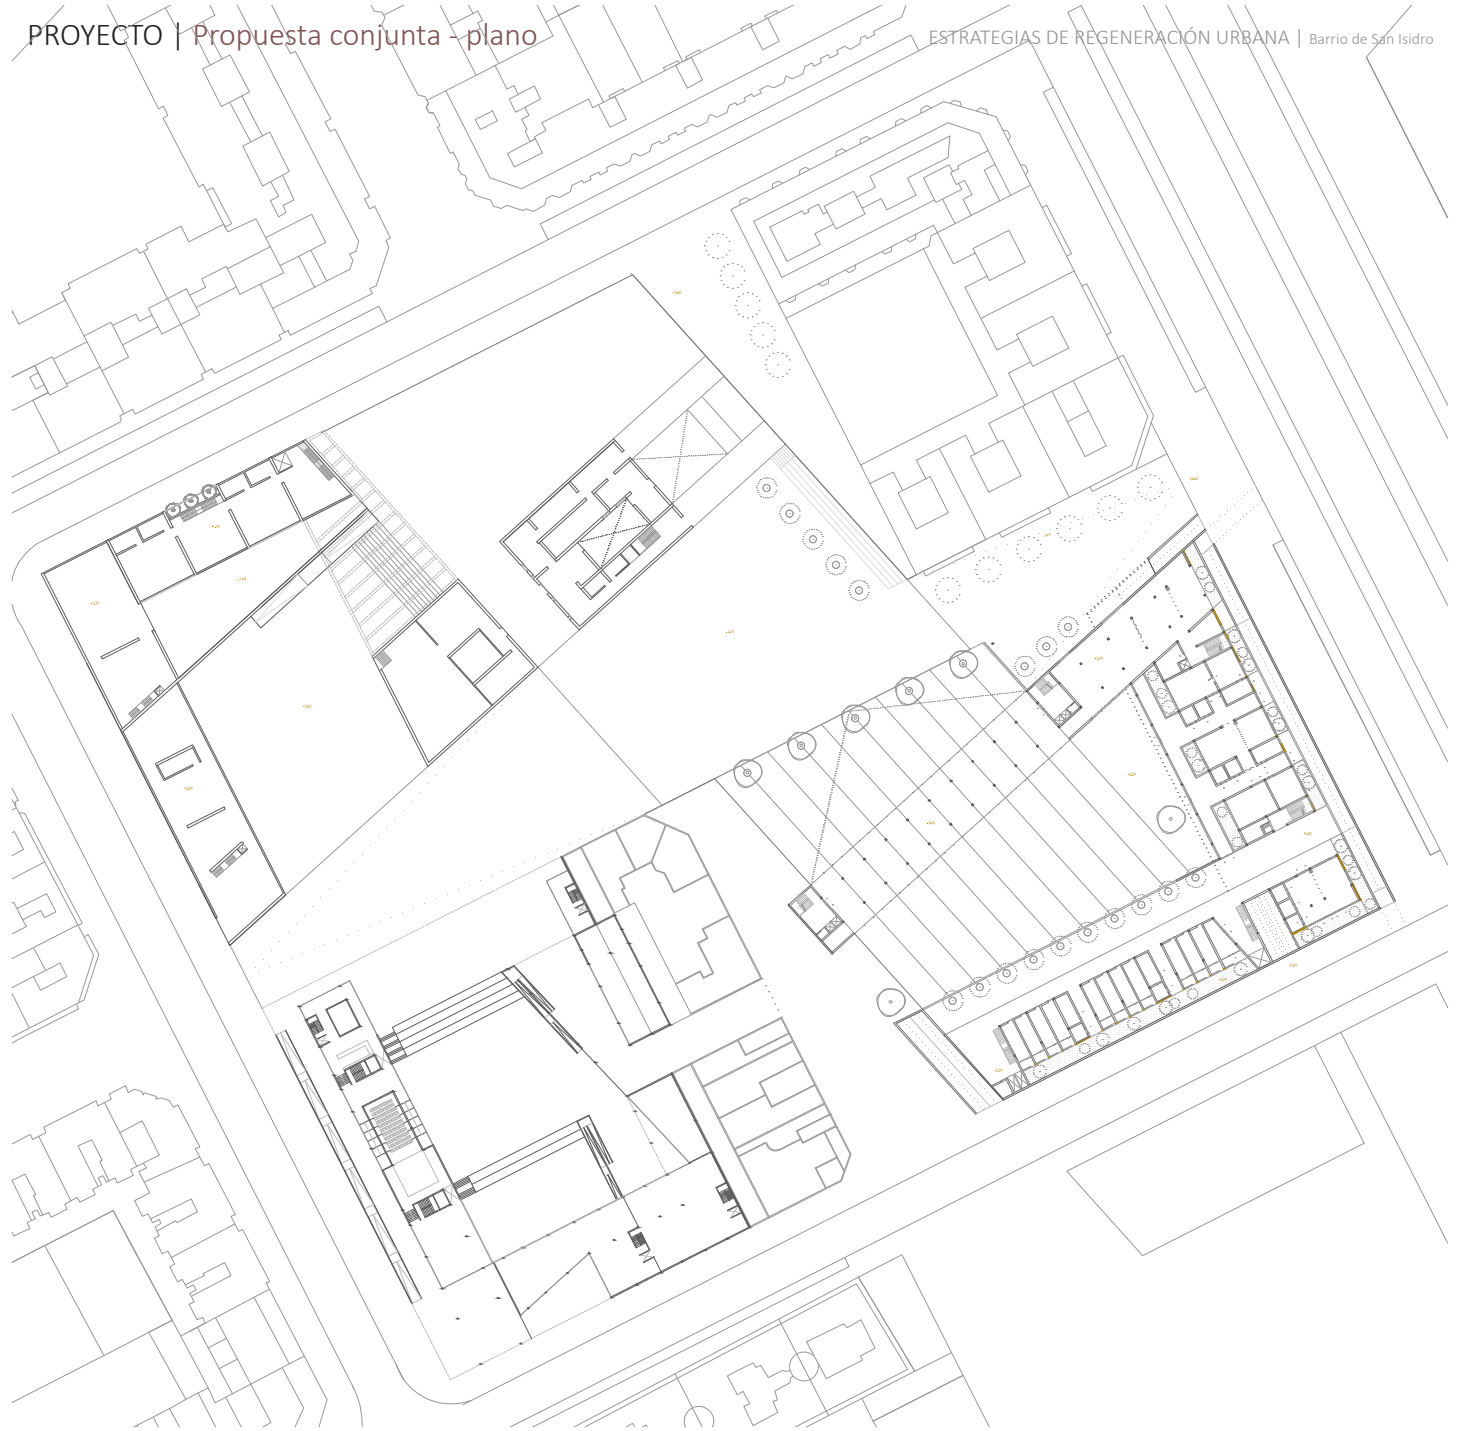 PROYECTO | Propuesta conjunta - plano
ESTRATEGIAS DE REGENERACIÓN URBANA | Barrio de San Isidro